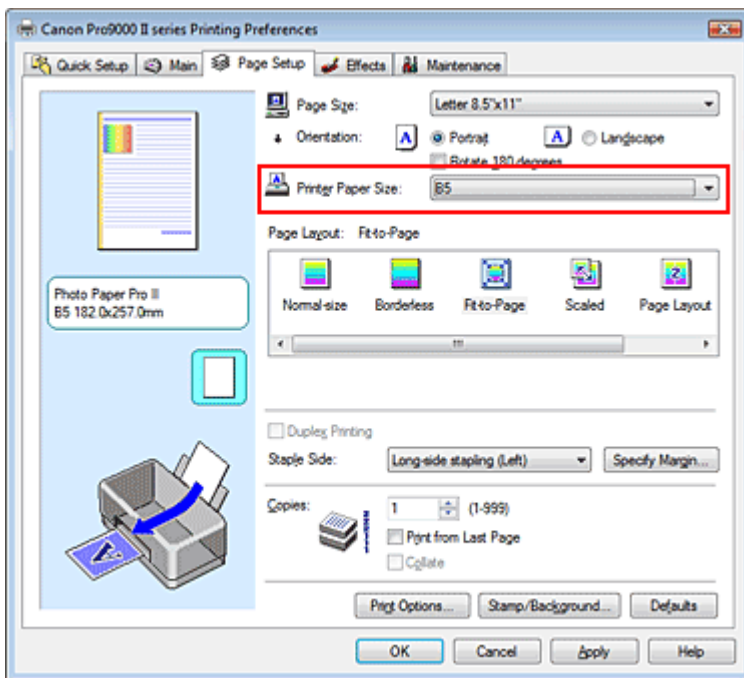 Canon Pro9000 II series Printing Preferences
Quick Setup Main Page Setup Effects Maintenance
Page Size: Letter 8.5"x11"
Orientation: A Portrait A Landscape
Rotate 180 degrees
Printer Paper Size: B5
Page Layout: Fit-to-Page
Normal-size Borderless Fit-to-Page Scaled Page Layout
Photo Paper Pro II
B5 182.0x257.0mm
Duplex Printing
Staple Side: Long-side stapling (Left) Specify Margin...
Copies: 1 (1-999)
Print from Last Page
Collate
Print Options... Stamp/Background... Defaults
OK Cancel Apply Help